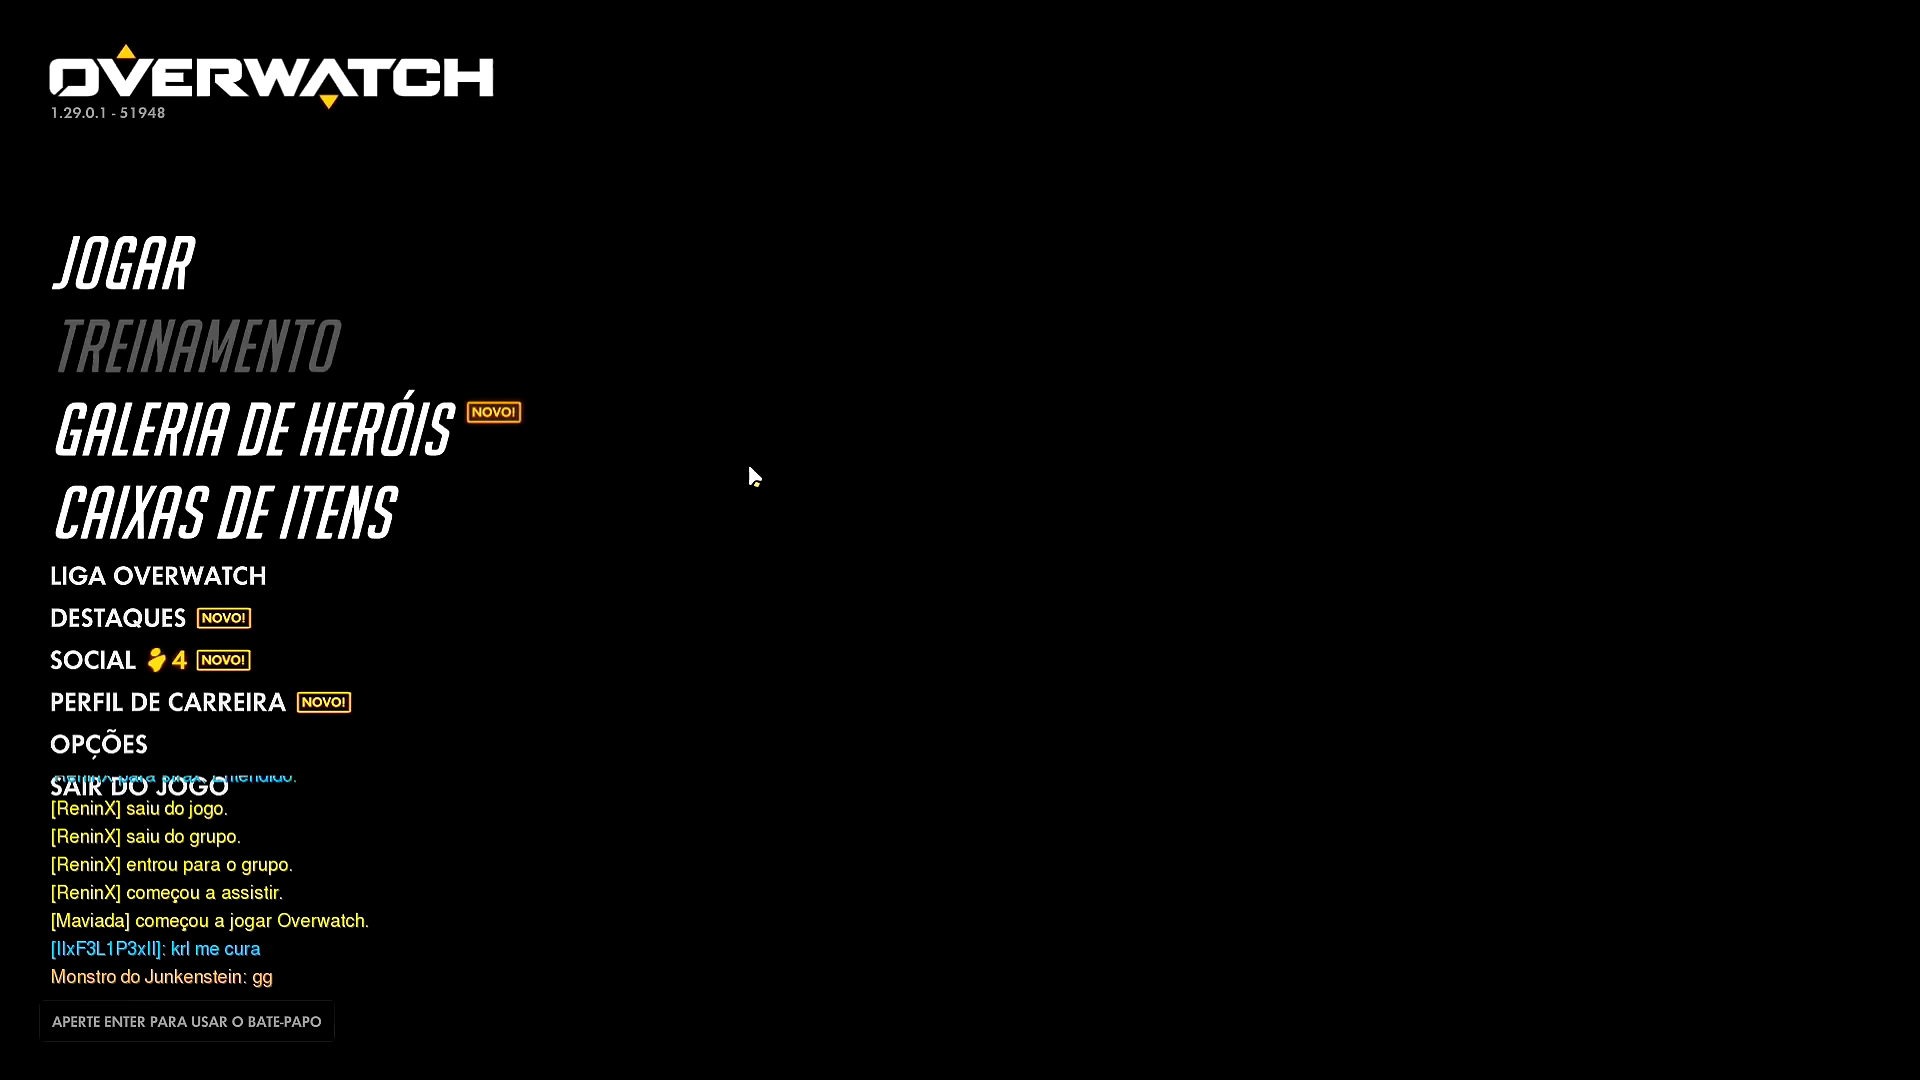 OVERWATCH
1.29.0.1 - 51948
JOGAR
TREINAMENTO
GALERIA DE HERÓIS NOVO!
CAIXAS DE ITENS
LIGA OVERWATCH
DESTAQUES NOVO!
SOCIAL 4 NOVO!
PERFIL DE CARREIRA NOVO!
OPÇÕES
SAIR DO JOGO
[ReninX] saiu do jogo.
[ReninX] saiu do grupo.
[ReninX] entrou para o grupo.
[ReninX] começou a assistir.
[Maviada] começou a jogar Overwatch.
[IIxF3L1P3xII]: krl me cura
Monstro do Junkenstein: gg
APERTE ENTER PARA USAR O BATE-PAPO